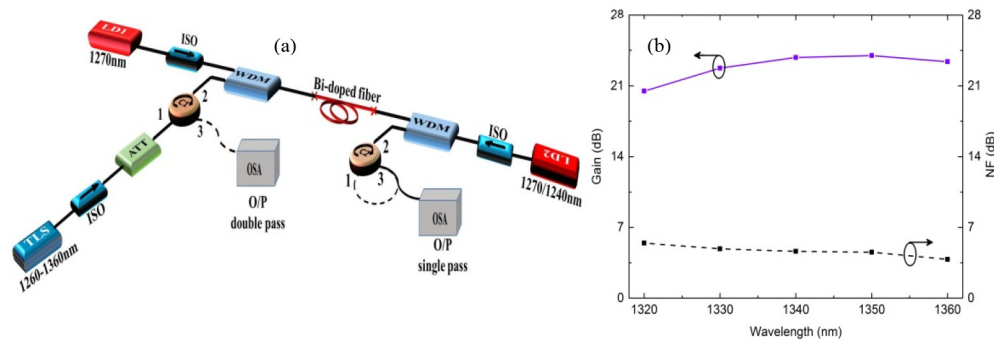 (a)
LD1
1270nm
ISO
WDM
2
1
3
Bi-doped fiber
WDM
ISO
LD2
1270/1240nm
ATT
OSA
O/P
double pass
2
1
3
OSA
O/P
single pass
ISO
TLS
1260-1360nm
(b)
28
21
14
7
0
Gain (dB)
28
21
14
7
0
NF (dB)
1320 1330 1340 1350 1360
Wavelength (nm)